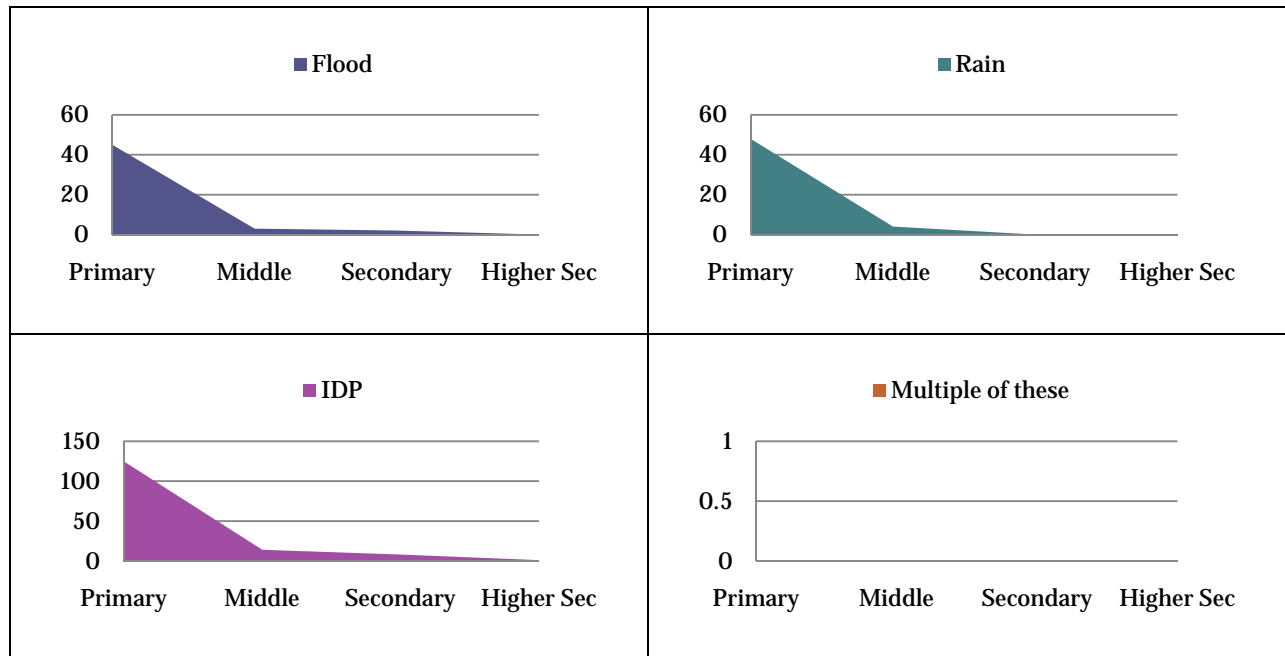 Flood
60
40
20
0
Primary Middle Secondary Higher Sec
Rain
60
40
20
0
Primary Middle Secondary Higher Sec
IDP
150
100
50
0
Primary Middle Secondary Higher Sec
Multiple of these
1
0.5
0
Primary Middle Secondary Higher Sec